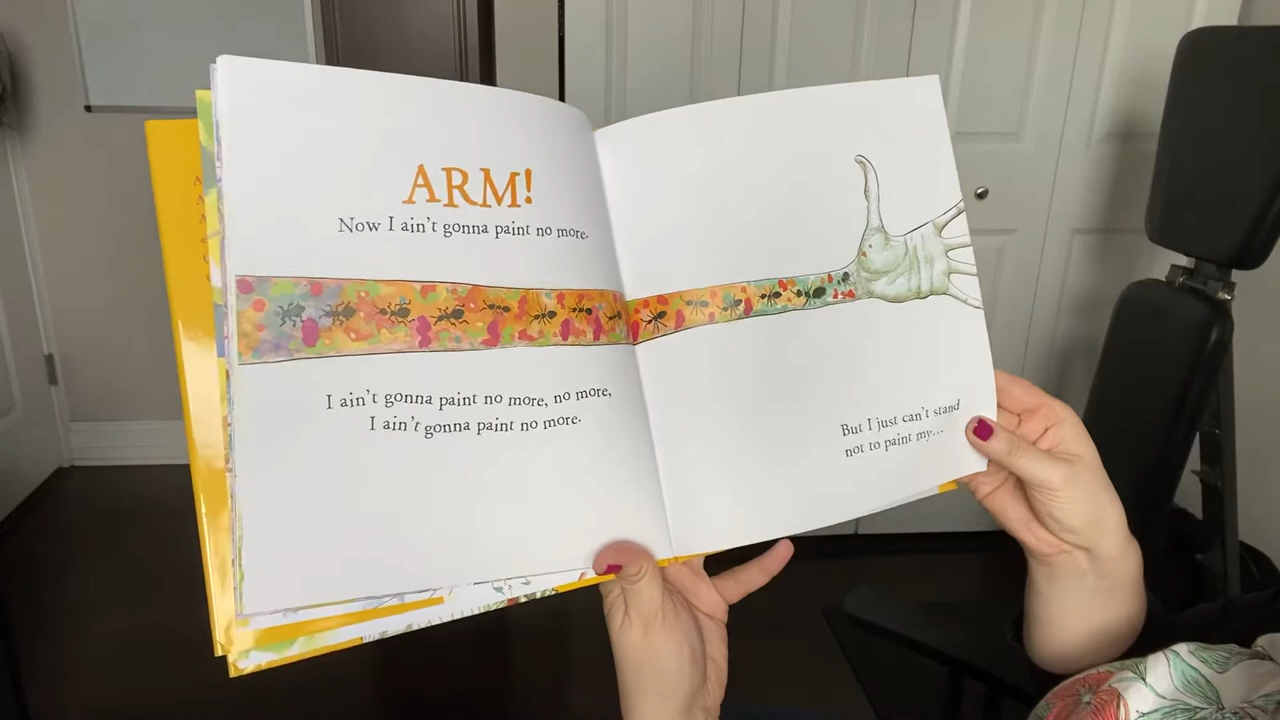 ARM!
Now I ain't gonna paint no more.
I ain't gonna paint no more, no more,
I ain't gonna paint no more.
But I just can't stand
not to paint my...